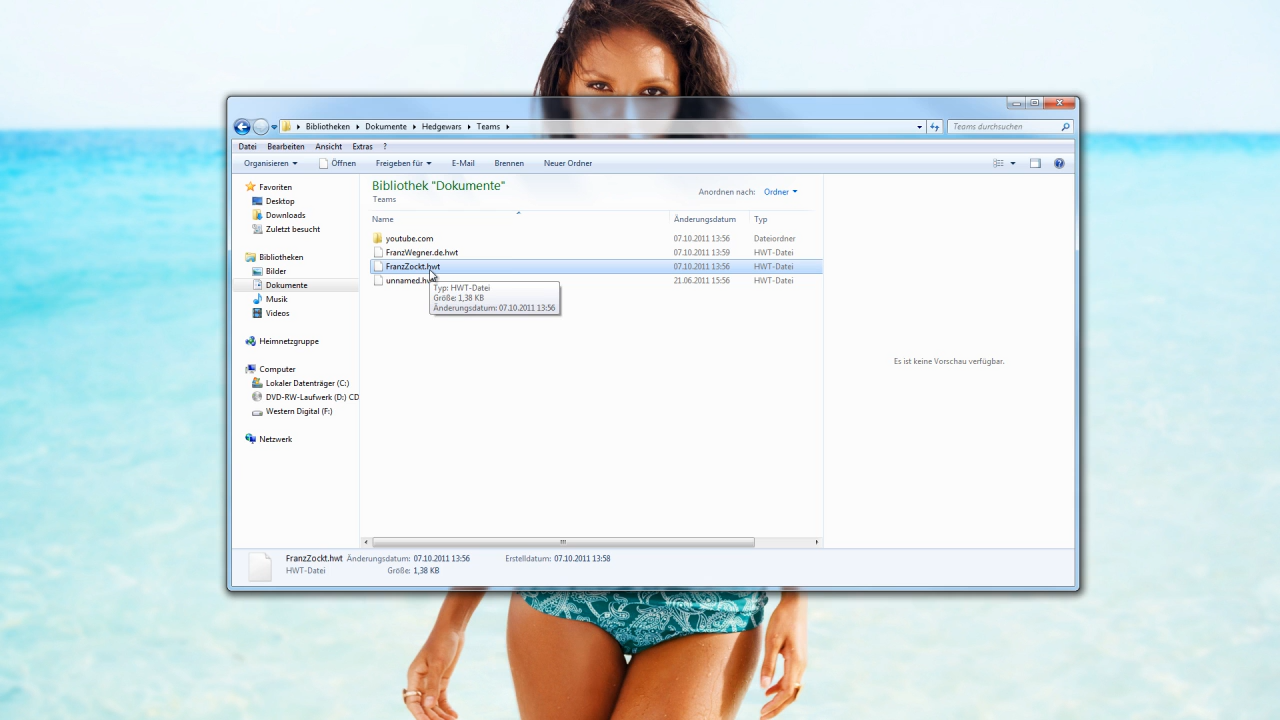 Bibliotheken Dokumente Hedgewars Teams Teams durchsuchen
Datei Bearbeiten Ansicht Extras ?
Organisieren Öffnen Freigeben für E-Mail Brennen Neuer Ordner
Favoriten
Desktop
Downloads
Zuletzt besucht
Bibliotheken
Bilder
Dokumente
Musik
Videos
Heimnetzgruppe
Computer
Lokaler Datenträger (C:)
DVD-RW-Laufwerk (D:) CD
Western Digital (F:)
Netzwerk
Bibliothek "Dokumente"
Teams
Anordnen nach: Ordner
Name Änderungsdatum Typ
youtube.com 07.10.2011 13:56 Dateiordner
FranzWegner.de.hwt 07.10.2011 13:59 HWT-Datei
FranzZockt.hwt 07.10.2011 13:56 HWT-Datei
unnamed.hwt 21.06.2011 15:56 HWT-Datei
Typ: HWT-Datei
Größe: 1,38 KB
Änderungsdatum: 07.10.2011 13:56
Es ist keine Vorschau verfügbar.
FranzZockt.hwt Änderungsdatum: 07.10.2011 13:56 Erstelldatum: 07.10.2011 13:58
HWT-Datei Größe: 1,38 KB